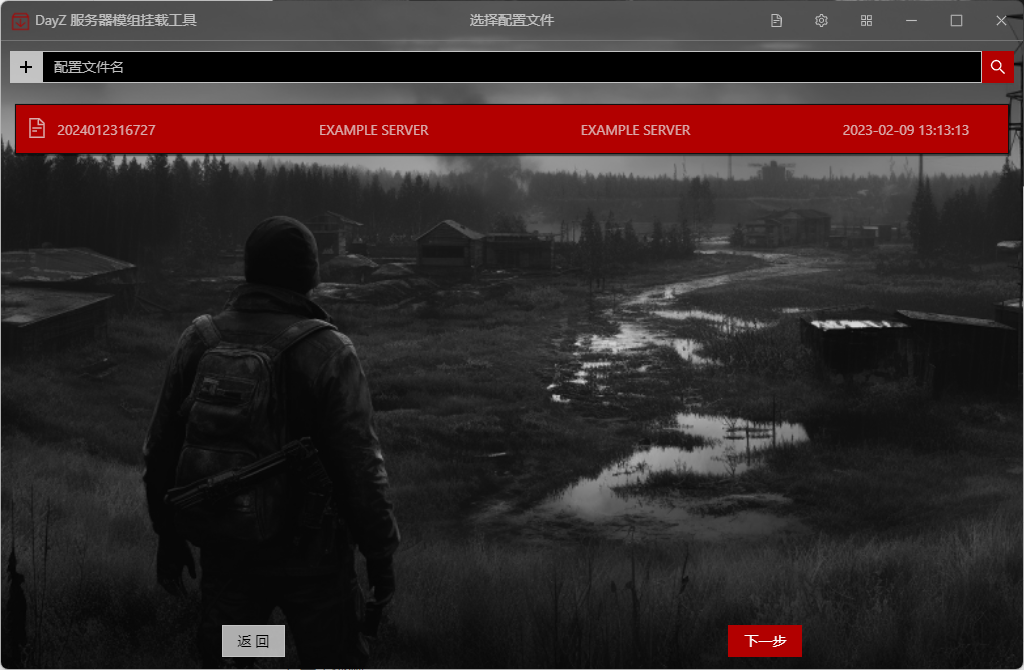 DayZ 服务器模组挂载工具 选择配置文件
+ 配置文件名
2024012316727 EXAMPLE SERVER EXAMPLE SERVER 2023-02-09 13:13:13
返 回 下一步